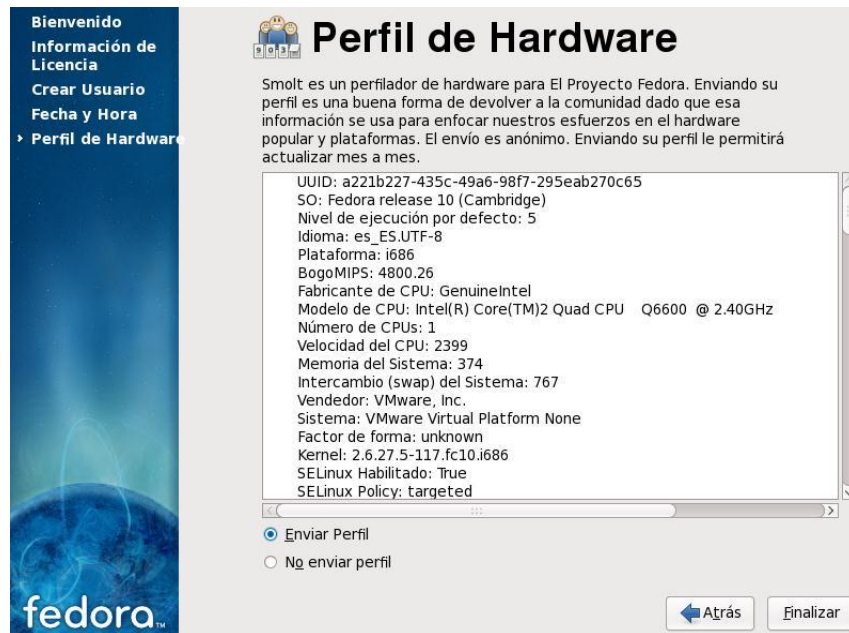 Bienvenido
Información de
Licencia
Crear Usuario
Fecha y Hora
Perfil de Hardware
fedora™
Perfil de Hardware
Smolt es un perfilador de hardware para El Proyecto Fedora. Enviando su
perfil es una buena forma de devolver a la comunidad dado que esa
información se usa para enfocar nuestros esfuerzos en el hardware
popular y plataformas. El envío es anónimo. Enviando su perfil le permitirá
actualizar mes a mes.
UUID: a221b227-435c-49a6-98f7-295eab270c65
SO: Fedora release 10 (Cambridge)
Nivel de ejecución por defecto: 5
Idioma: es_ES.UTF-8
Plataforma: i686
BogoMIPS: 4800.26
Fabricante de CPU: GenuineIntel
Modelo de CPU: Intel(R) Core(TM)2 Quad CPU    Q6600  @ 2.40GHz
Número de CPUs: 1
Velocidad del CPU: 2399
Memoria del Sistema: 374
Intercambio (swap) del Sistema: 767
Vendedor: VMware, Inc.
Sistema: VMware Virtual Platform None
Factor de forma: unknown
Kernel: 2.6.27.5-117.fc10.i686
SELinux Habilitado: True
SELinux Policy: targeted
Enviar Perfil
No enviar perfil
Atrás
Finalizar